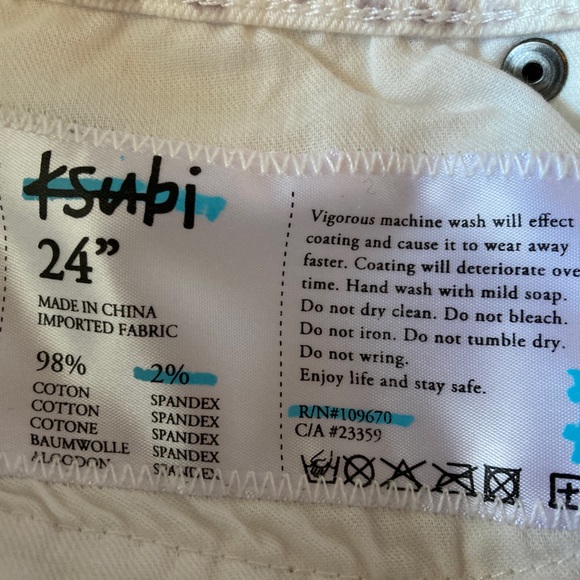 ksubi
24”
MADE IN CHINA
IMPORTED FABRIC
98%
COTON
COTTON
COTONE
BAUMWOLLE
ALGODON
2%
SPANDEX
SPANDEX
SPANDEX
SPANDEX
SPANDEX
Vigorous machine wash will effect
coating and cause it to wear away
faster. Coating will deteriorate ove
time. Hand wash with mild soap.
Do not dry clean. Do not bleach.
Do not iron. Do not tumble dry.
Do not wring.
Enjoy life and stay safe.
R/N#109670
C/A #23359